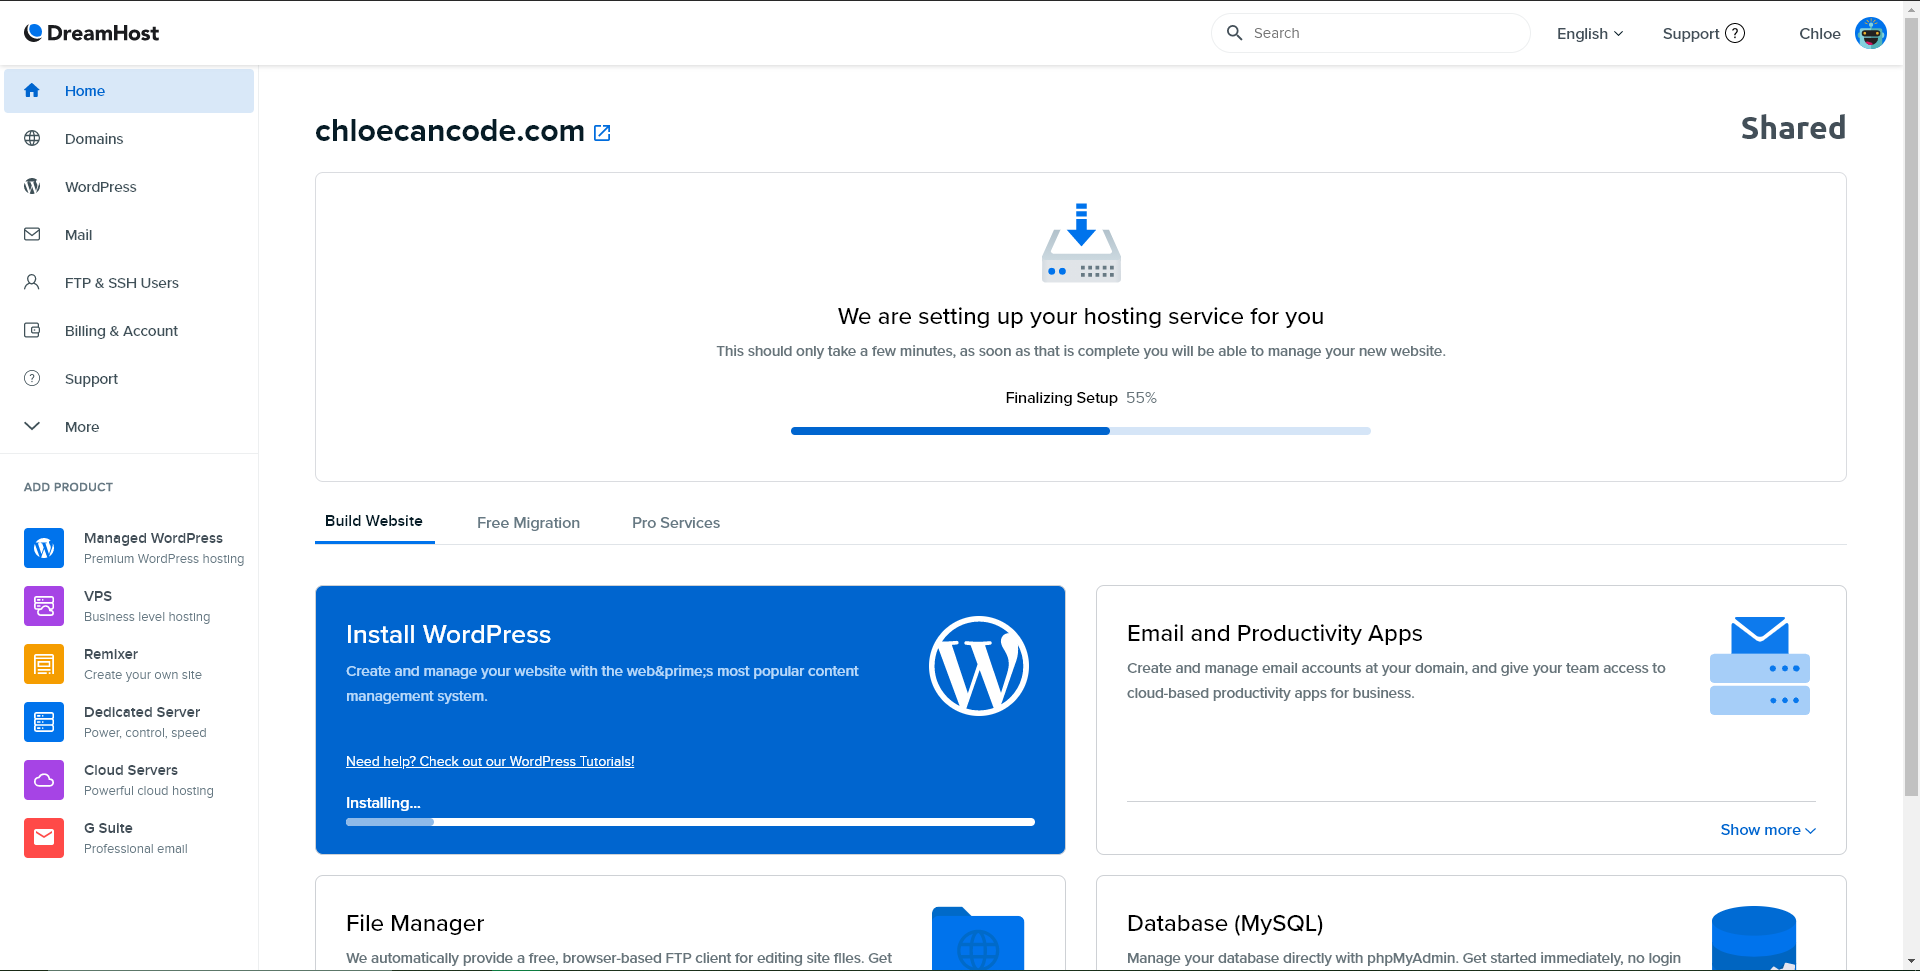 DreamHost
Search
English
Support ?
Chloe
Home
Domains
WordPress
Mail
FTP & SSH Users
Billing & Account
Support
More
ADD PRODUCT
Managed WordPress
Premium WordPress hosting
VPS
Business level hosting
Remixer
Create your own site
Dedicated Server
Power, control, speed
Cloud Servers
Powerful cloud hosting
G Suite
Professional email
chloecancode.com
Shared
We are setting up your hosting service for you
This should only take a few minutes, as soon as that is complete you will be able to manage your new website.
Finalizing Setup 55%
Build Website
Free Migration
Pro Services
Install WordPress
Create and manage your website with the web&prime;s most popular content
management system.
Need help? Check out our WordPress Tutorials!
Installing...
Email and Productivity Apps
Create and manage email accounts at your domain, and give your team access to
cloud-based productivity apps for business.
Show more
File Manager
We automatically provide a free, browser-based FTP client for editing site files. Get
Database (MySQL)
Manage your database directly with phpMyAdmin. Get started immediately, no login